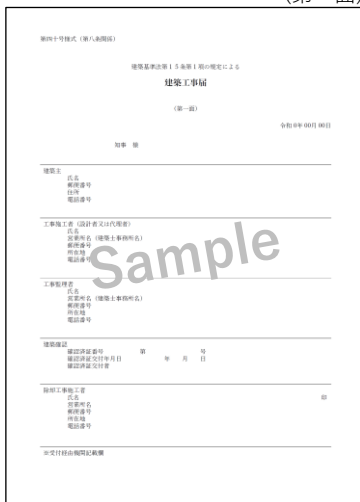 （第一面）
第四十号様式（第八条関係）
建築基準法第１５条第１項の規定による
建築工事届
（第一面）
令和 0年 00月 00日
知事　様
建築主
氏名
郵便番号
住所
電話番号
工事施工者（設計者又は代理者）
氏名
営業所名（建築士事務所名）
郵便番号
所在地
電話番号
工事監理者
氏名
営業所名（建築士事務所名）
郵便番号
所在地
電話番号
建築確認
確認済証番号　第　号
確認済証交付年月日　年　月　日
確認済証交付者
除却工事施工者
氏名　印
営業所名
郵便番号
所在地
電話番号
※受付経由機関記載欄
Sample